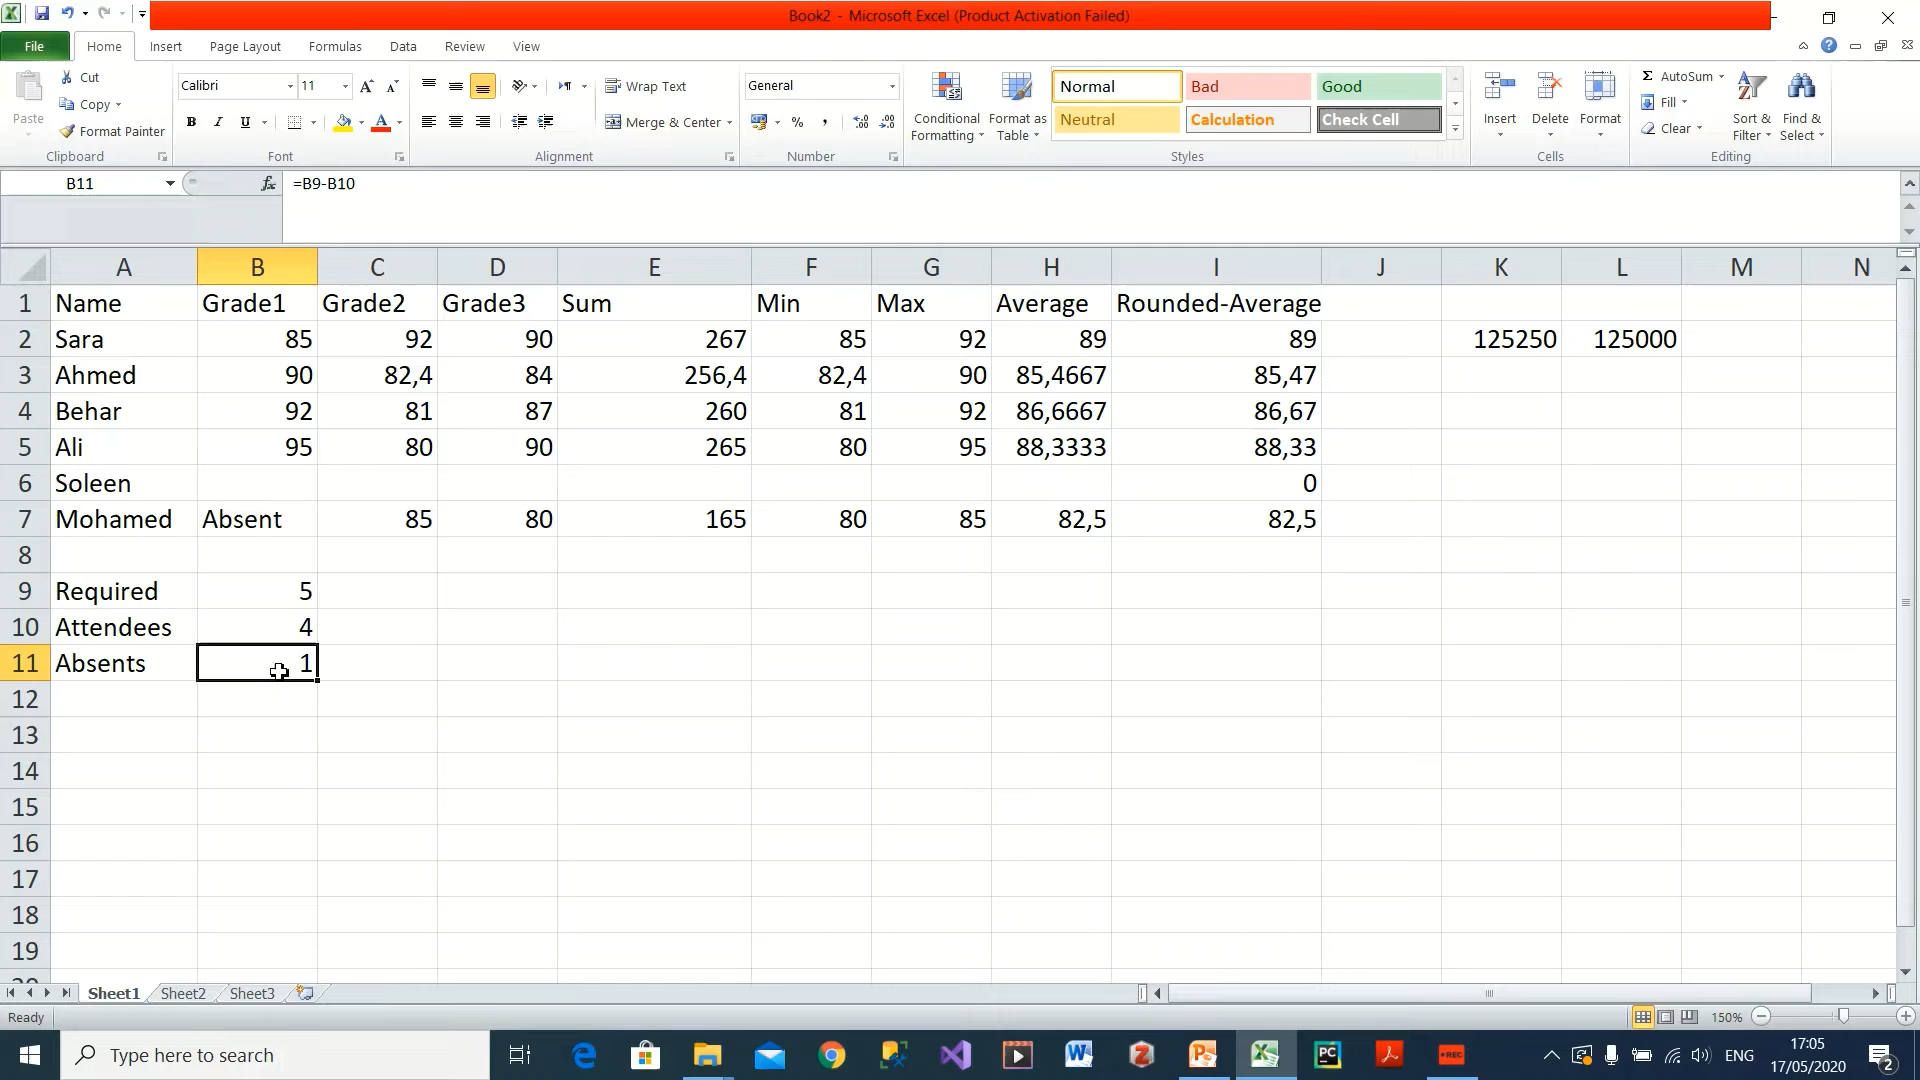 Book2 - Microsoft Excel (Product Activation Failed)
File Home Insert Page Layout Formulas Data Review View
Paste
Cut
Copy
Format Painter
Clipboard
Calibri 11
B I U
Font
Wrap Text
Merge & Center
Alignment
General
% ,
Number
Conditional Formatting
Format as Table
Normal Bad Good
Neutral Calculation Check Cell
Styles
Insert Delete Format
Cells
Σ AutoSum
Fill
Clear
Sort & Filter
Find & Select
Editing
B11 fx =B9-B10
A B C D E F G H I J K L M N
1 Name Grade1 Grade2 Grade3 Sum Min Max Average Rounded-Average
2 Sara 85 92 90 267 85 92 89 89 125250 125000
3 Ahmed 90 82,4 84 256,4 82,4 90 85,4667 85,47
4 Behar 92 81 87 260 81 92 86,6667 86,67
5 Ali 95 80 90 265 80 95 88,3333 88,33
6 Soleen 0
7 Mohamed Absent 85 80 165 80 85 82,5 82,5
8
9 Required 5
10 Attendees 4
11 Absents 1
12
13
14
15
16
17
18
19
Sheet1 Sheet2 Sheet3
Ready 150%
Type here to search
PC
REC
ENG
17:05
17/05/2020
2